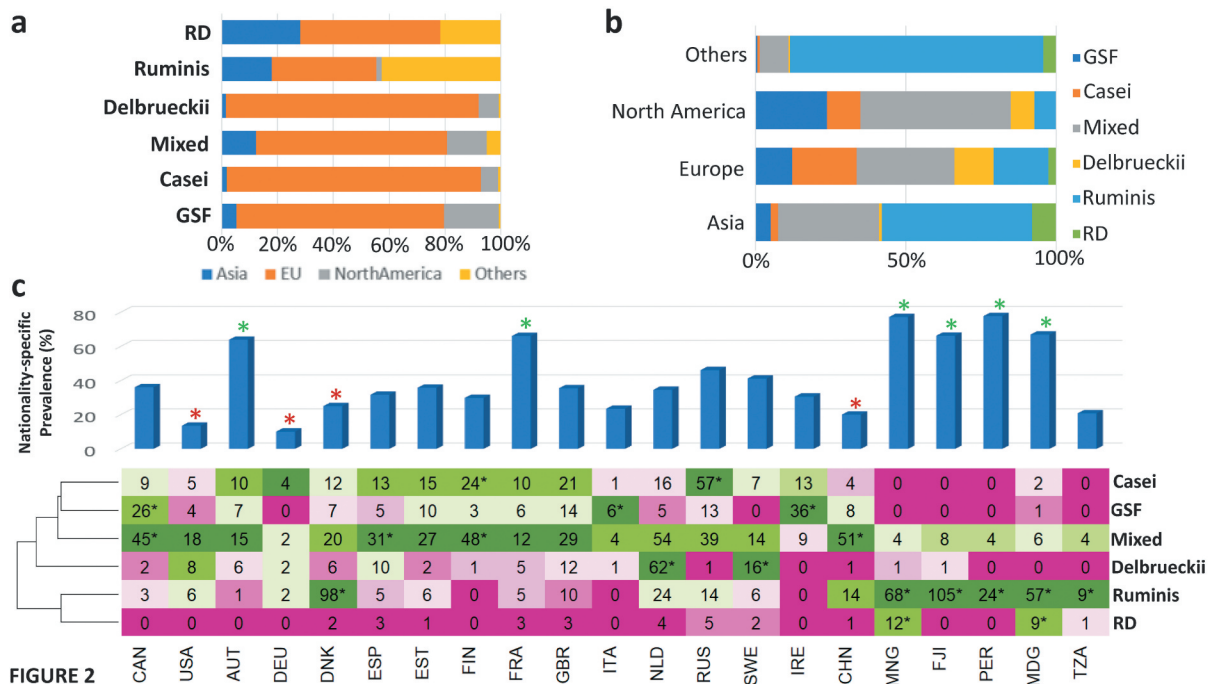 a
RD
Ruminis
Delbrueckii
Mixed
Casei
GSF
0% 20% 40% 60% 80% 100%
Asia EU NorthAmerica Others
b
Others
North America
Europe
Asia
0% 50% 100%
GSF
Casei
Mixed
Delbrueckii
Ruminis
RD
c
Nationality-specific
Prevalence (%)
80
60
40
20
0
* * * * * * * * * *
9 5 10 4 12 13 15 24* 10 21 1 16 57* 7 13 4 0 0 0 2 0 Casei
26* 4 7 0 7 5 10 3 6 14 6* 5 13 0 36* 8 0 0 0 1 0 GSF
45* 18 15 2 20 31* 27 48* 12 29 4 54 39 14 9 51* 4 8 4 6 4 Mixed
2 8 6 2 6 10 2 1 5 12 1 62* 1 16* 0 1 1 1 0 0 0 Delbrueckii
3 6 1 2 98* 5 6 0 5 10 0 24 14 6 0 14 68* 105* 24* 57* 9* Ruminis
0 0 0 0 2 3 1 0 3 3 0 4 5 2 0 1 12* 0 0 9* 1 RD
CAN USA AUT DEU DNK ESP EST FIN FRA GBR ITA NLD RUS SWE IRE CHN MNG FJI PER MDG TZA
FIGURE 2